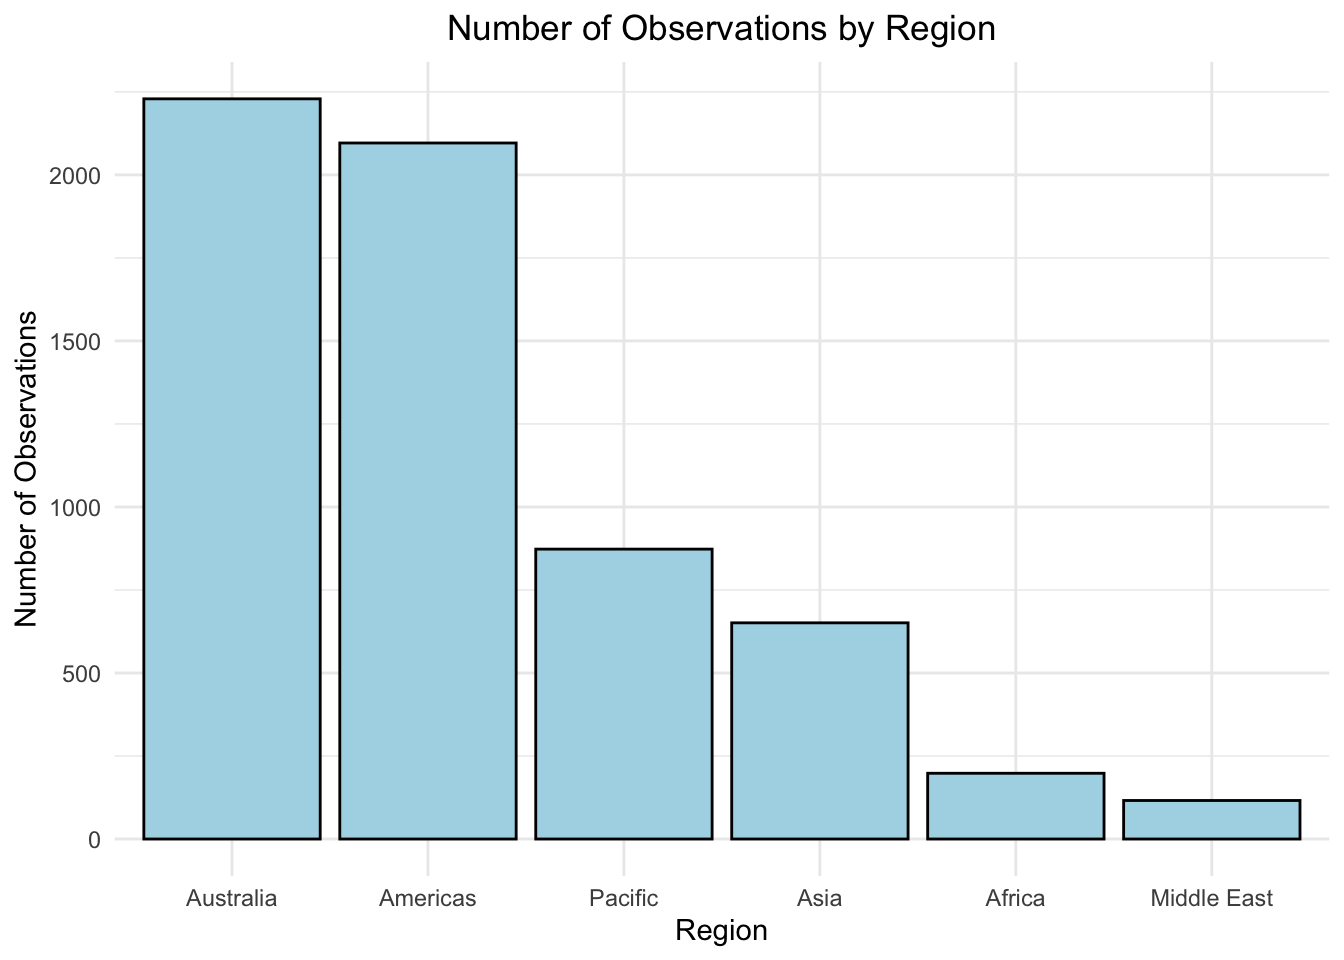 Number of Observations by Region
Number of Observations
2000
1500
1000
500
0
Australia Americas Pacific Asia Africa Middle East
Region